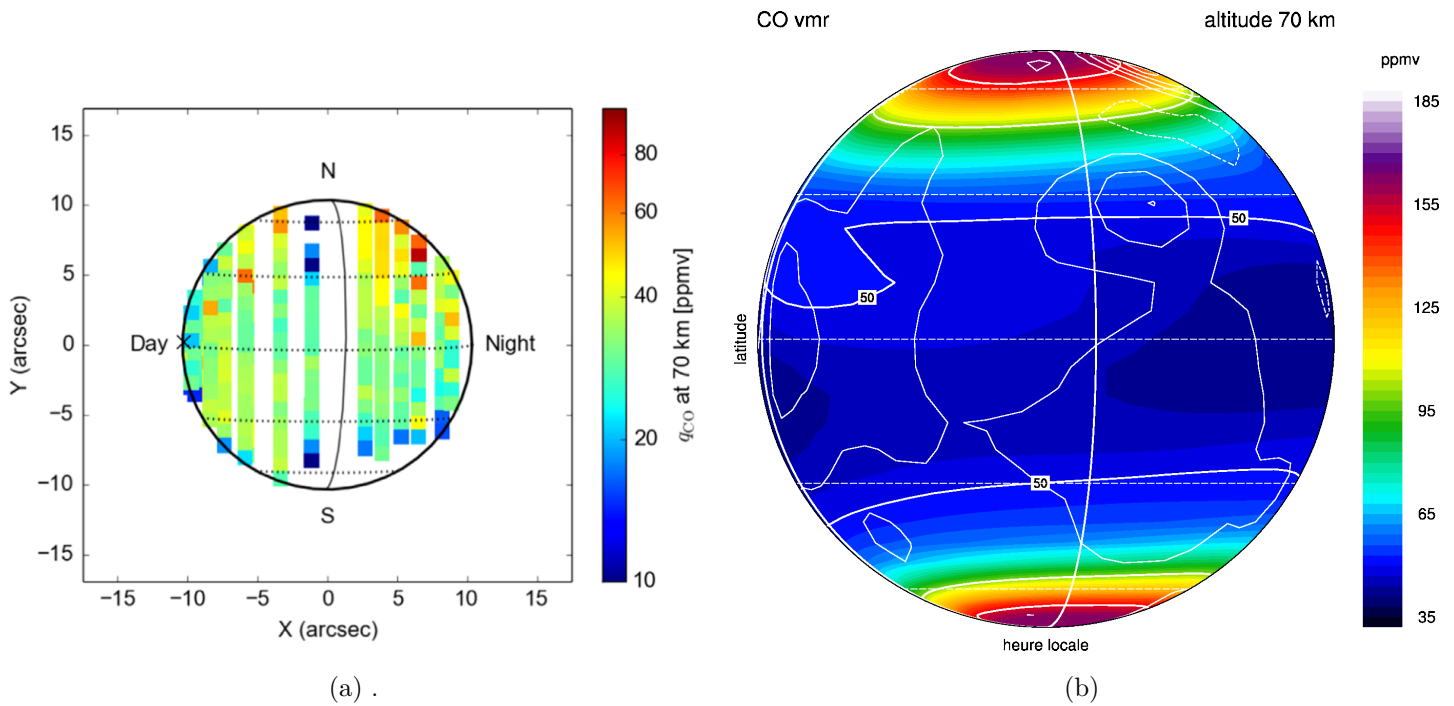 CO vmr
altitude 70 km
ppmv
N
Day
Night
S
15
10
5
0
−5
−10
−15
Y (arcsec)
−15
−10
−5
0
5
10
15
X (arcsec)
80
60
40
20
10
qCO at 70 km [ppmv]
latitude
50
50
50
heure locale
185
155
125
95
65
35
(a) .
(b)